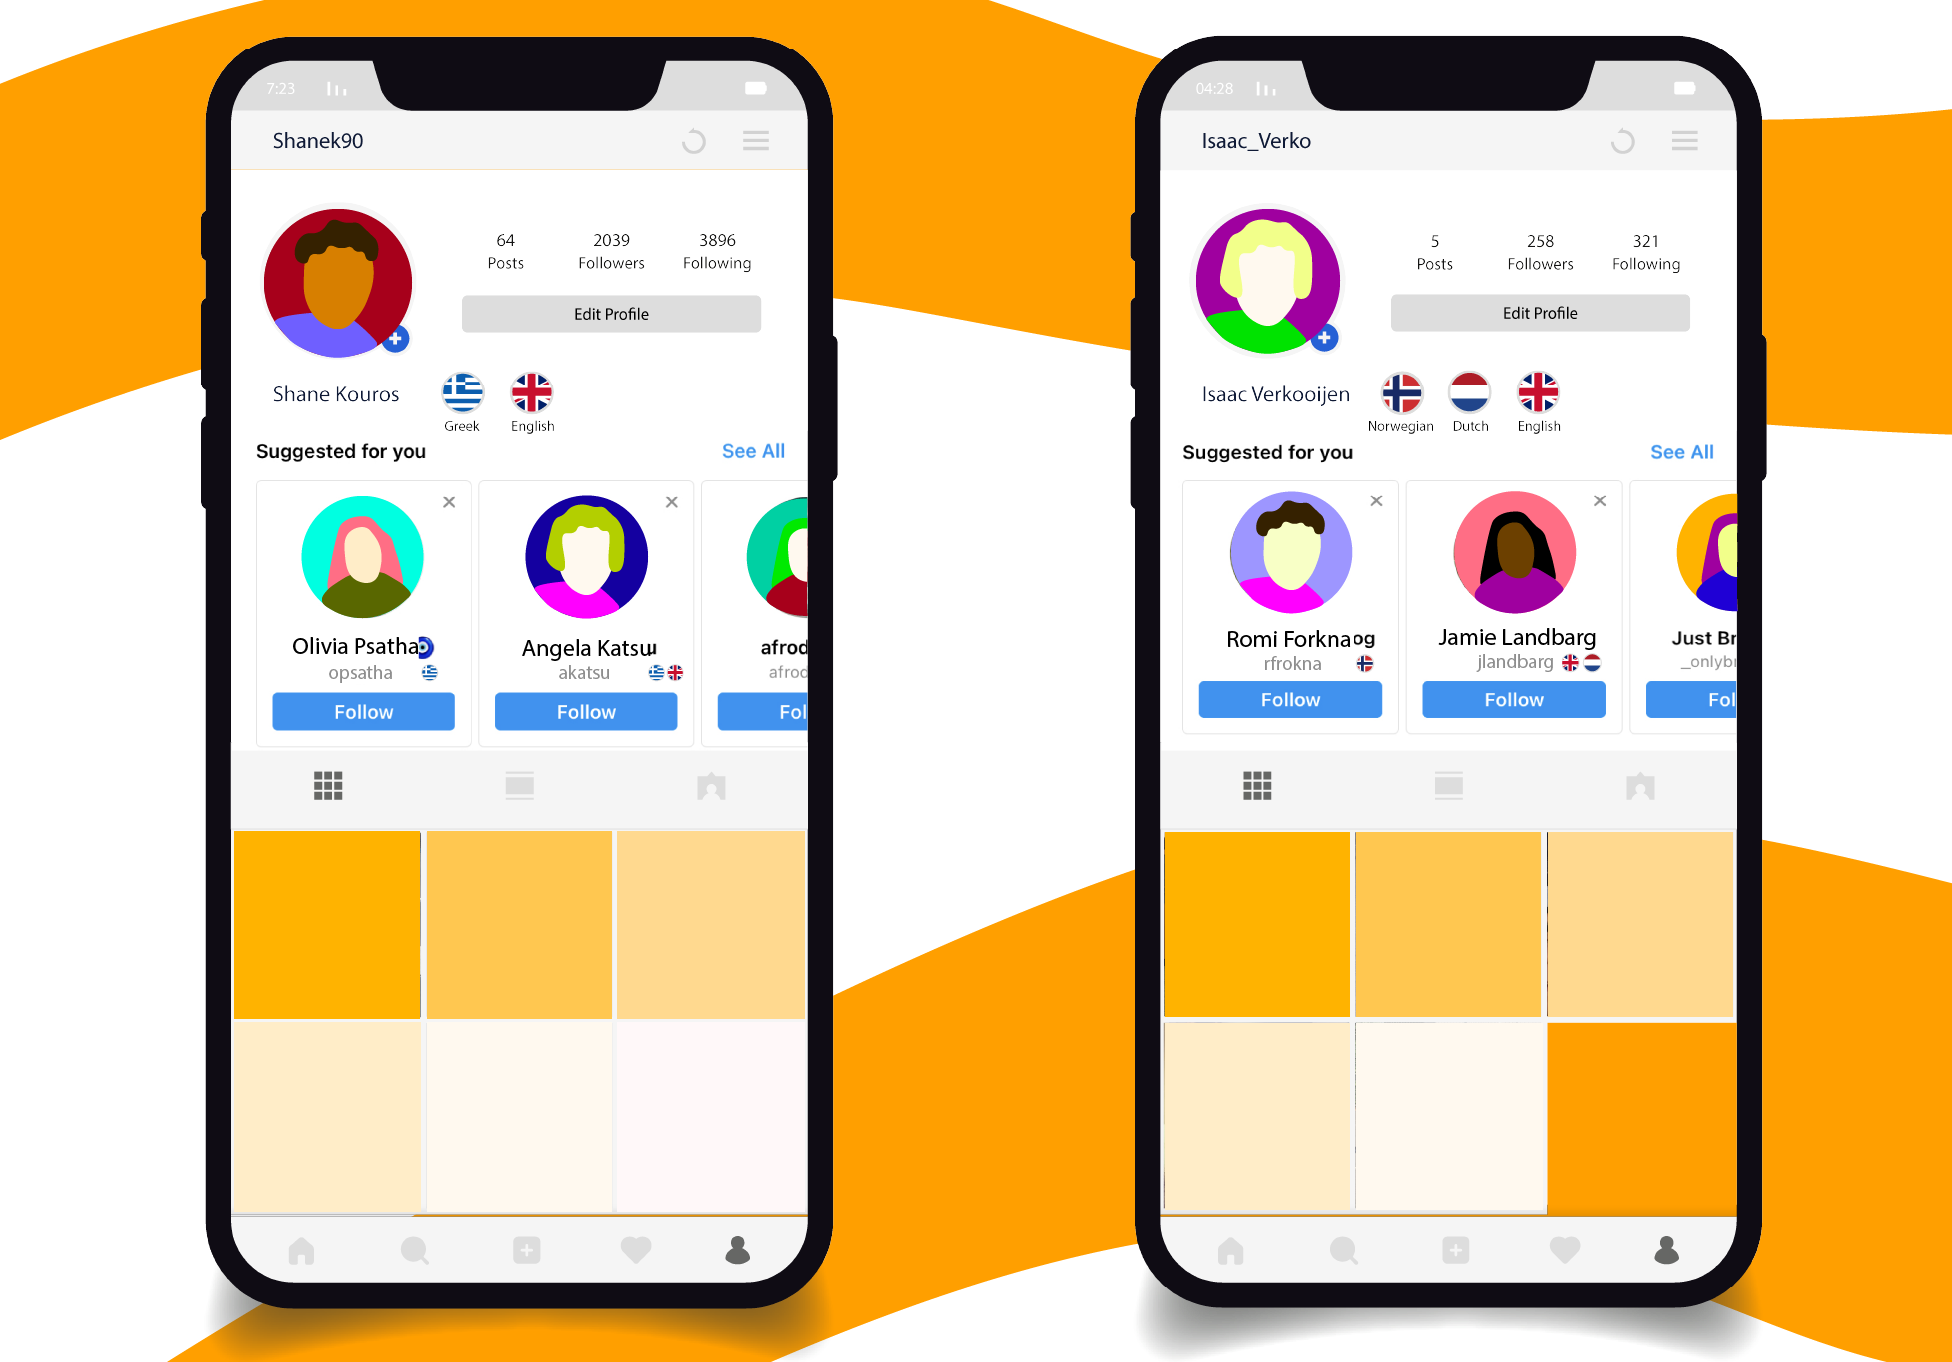 7:23
Shanek90
64
Posts
2039
Followers
3896
Following
Edit Profile
Shane Kouros
Greek
English
Suggested for you
See All
Olivia Psatha
opsatha
Follow
Angela Katsu
akatsu
Follow
afrod
afrod
Fol
04:28
Isaac_Verko
5
Posts
258
Followers
321
Following
Edit Profile
Isaac Verkooijen
Norwegian
Dutch
English
Suggested for you
See All
Romi Forknaog
rfrokna
Follow
Jamie Landbarg
jlandbarg
Follow
Just Br
_onlybr
Fol